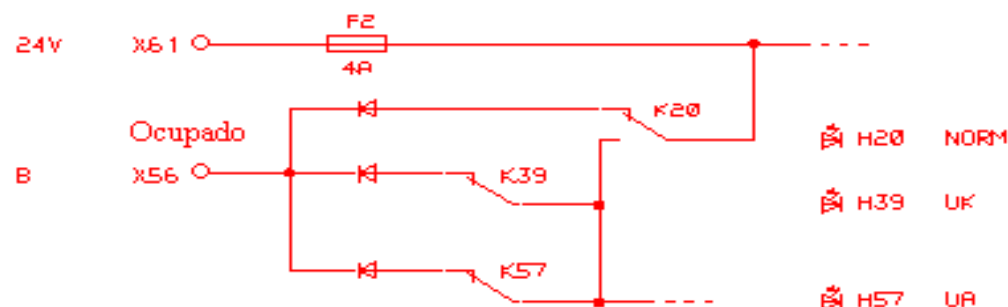 F2
24V X61
4A
K20
Ocupado
H20 NORM
B X56 K39
H39 UK
K57
H57 UA